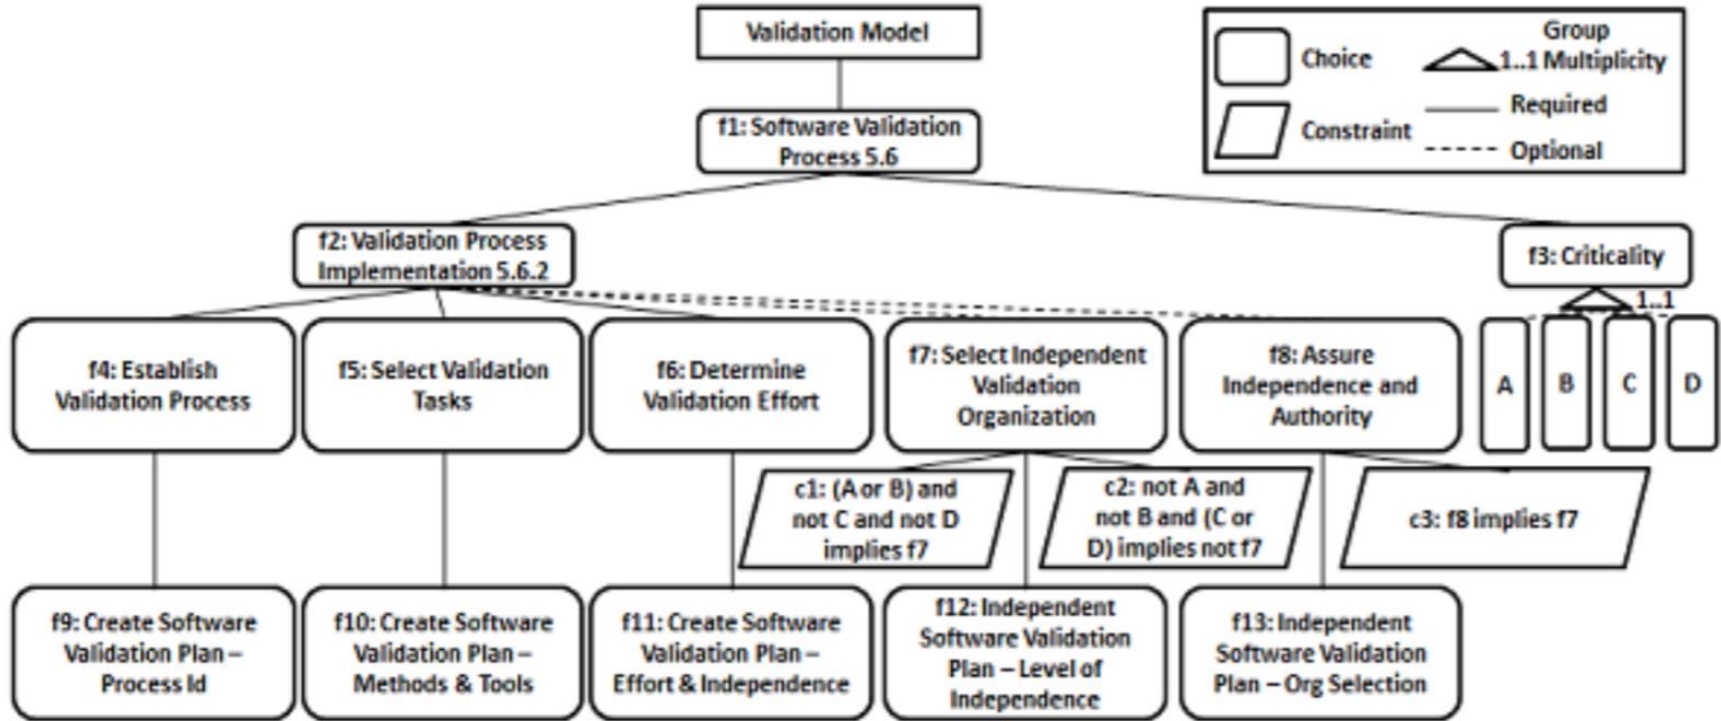 Validation Model
Choice
Group
1..1 Multiplicity
Constraint
Required
Optional
f1: Software Validation
Process 5.6
f2: Validation Process
Implementation 5.6.2
f3: Criticality
1..1
f4: Establish
Validation Process
f5: Select Validation
Tasks
f6: Determine
Validation Effort
f7: Select Independent
Validation
Organization
f8: Assure
Independence and
Authority
A
B
C
D
c1: (A or B) and
not C and not D
implies f7
c2: not A and
not B and (C or
D) implies not f7
c3: f8 implies f7
f9: Create Software
Validation Plan –
Process Id
f10: Create Software
Validation Plan –
Methods & Tools
f11: Create Software
Validation Plan –
Effort & Independence
f12: Independent
Software Validation
Plan – Level of
Independence
f13: Independent
Software Validation
Plan – Org Selection